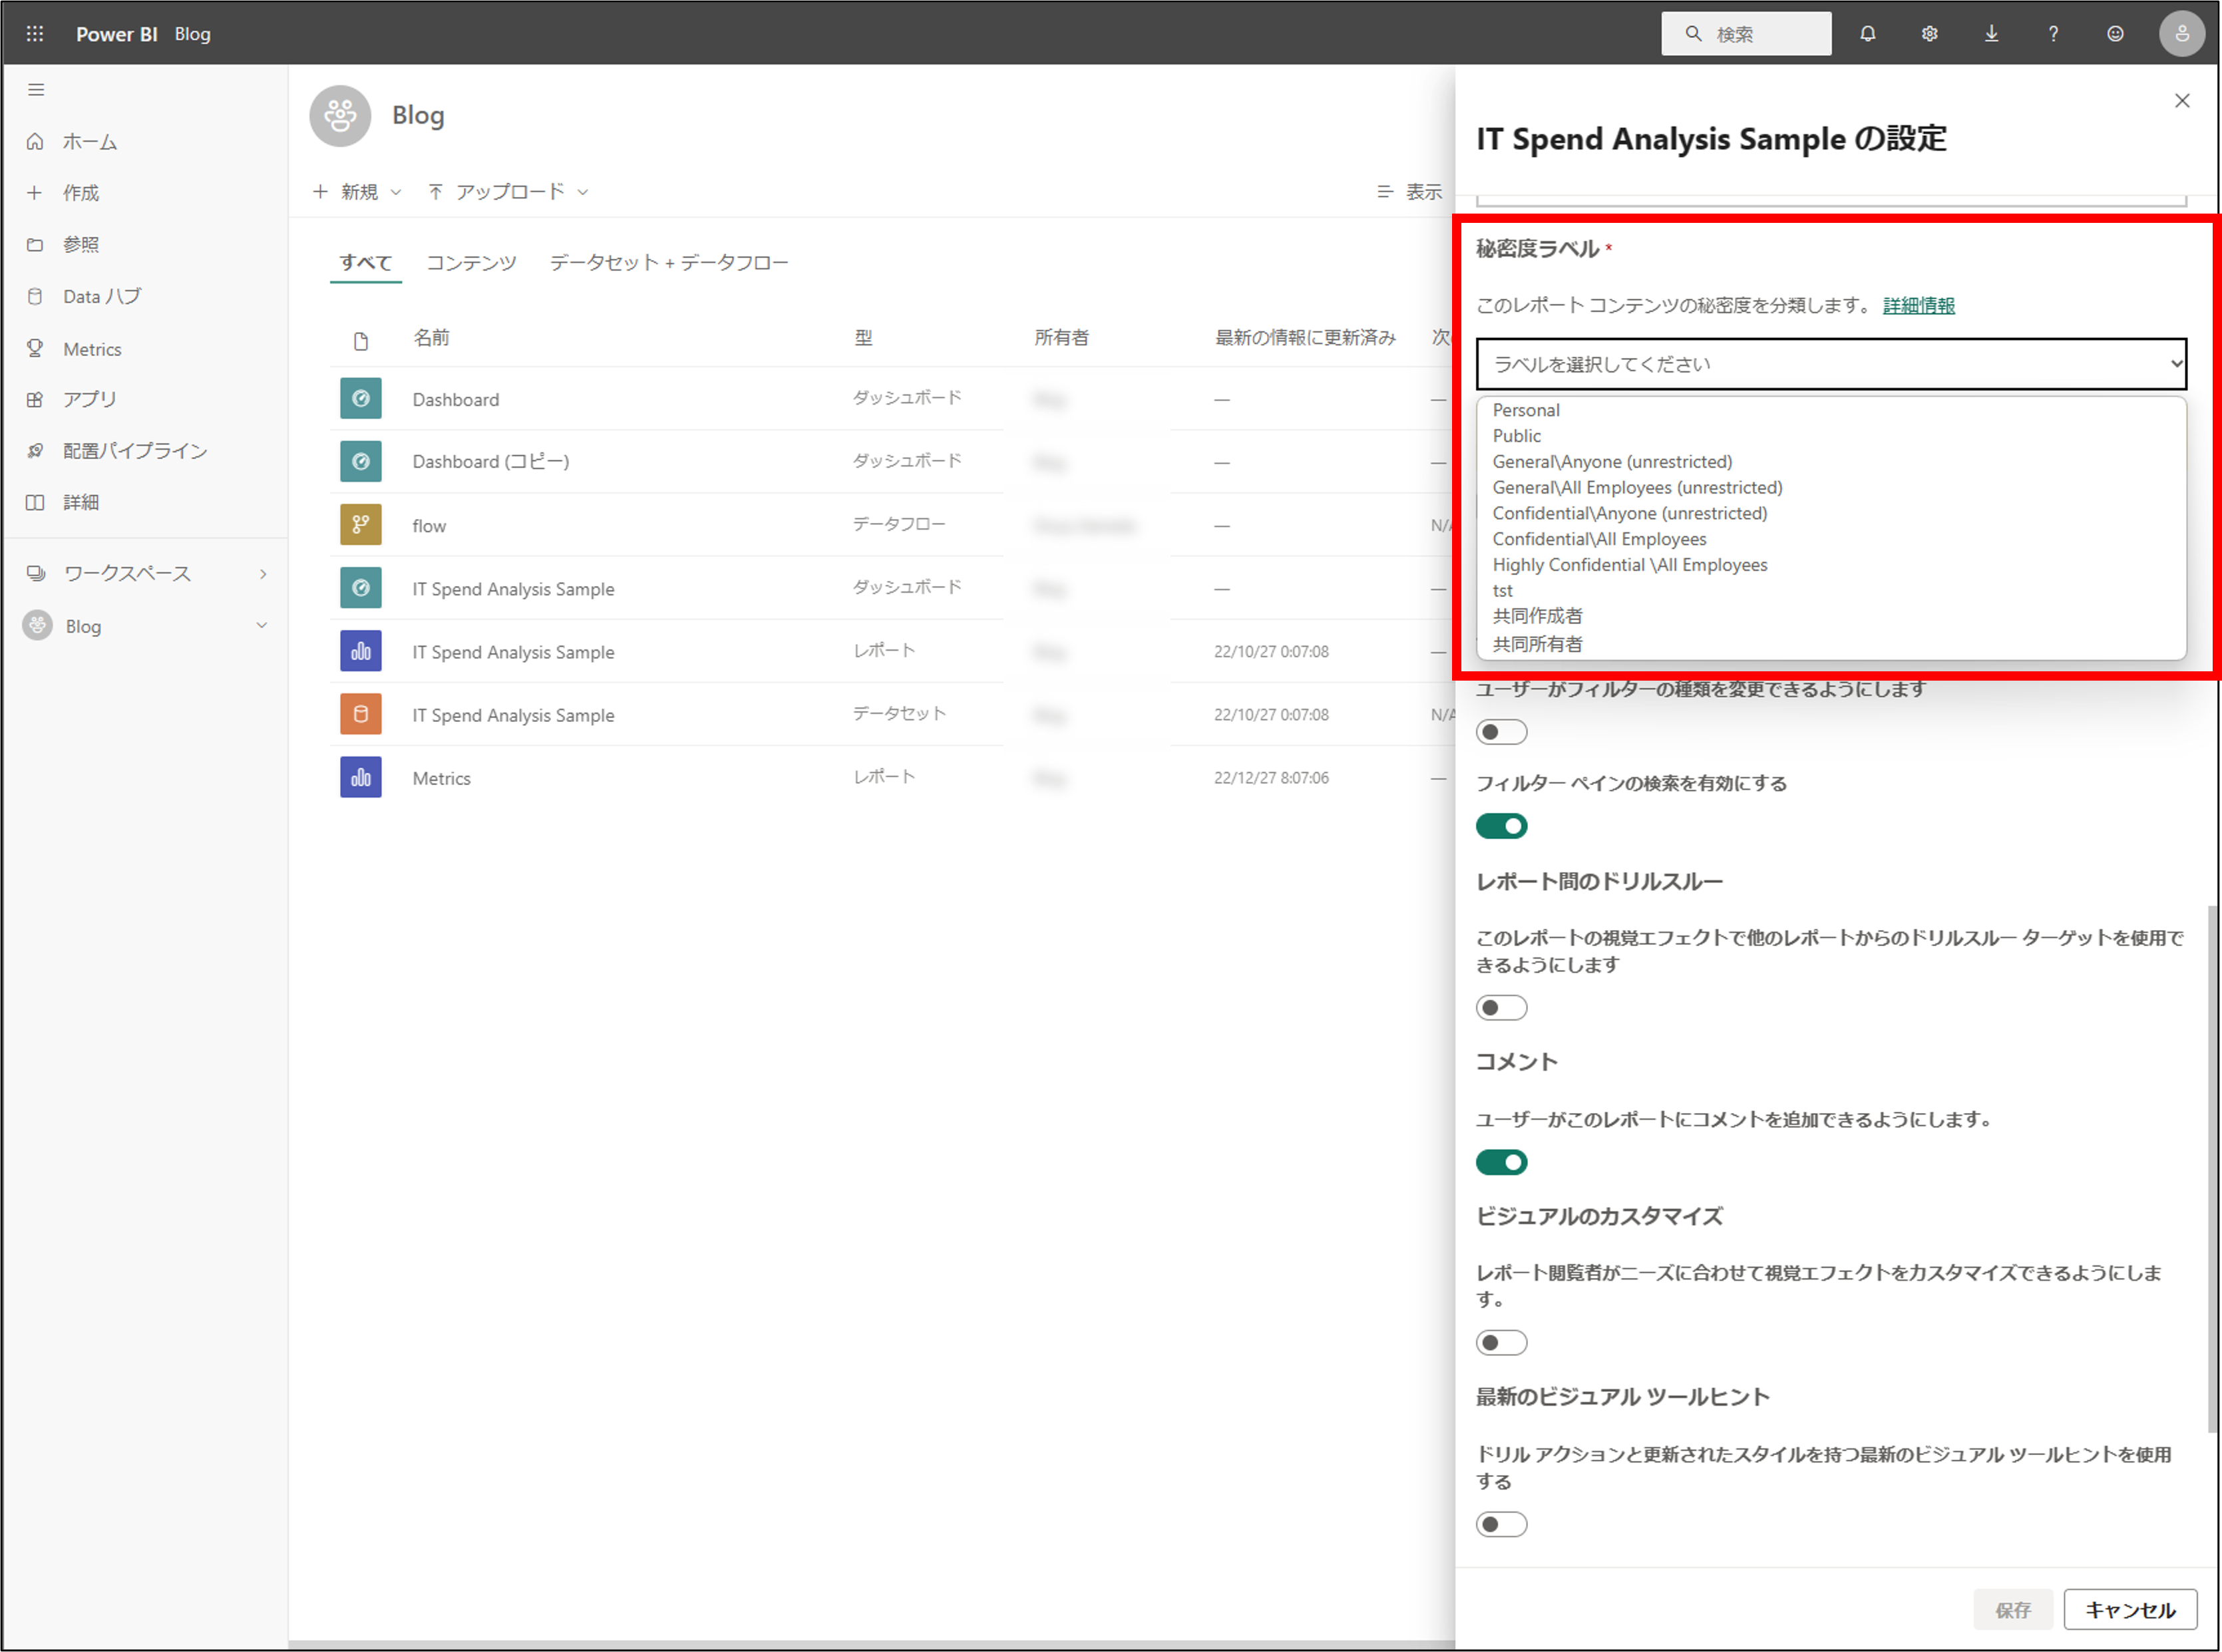 Power BI Blog
検索
ホーム
作成
参照
Data ハブ
Metrics
アプリ
配置パイプライン
詳細
ワークスペース
Blog
Blog
新規
アップロード
表示
すべて
コンテンツ
データセット + データフロー
名前 型 所有者 最新の情報に更新済み
Dashboard ダッシュボード — —
Dashboard (コピー) ダッシュボード — —
flow データフロー — N/A
IT Spend Analysis Sample ダッシュボード — —
IT Spend Analysis Sample レポート 22/10/27 0:07:08 —
IT Spend Analysis Sample データセット 22/10/27 0:07:08 N/A
Metrics レポート 22/12/27 8:07:06 —
IT Spend Analysis Sample の設定
秘密度ラベル *
このレポート コンテンツの秘密度を分類します。 詳細情報
ラベルを選択してください
Personal
Public
General\Anyone (unrestricted)
General\All Employees (unrestricted)
Confidential\Anyone (unrestricted)
Confidential\All Employees
Highly Confidential \All Employees
tst
共同作成者
共同所有者
ユーザーがフィルターの種類を変更できるようにします
フィルター ペインの検索を有効にする
レポート間のドリルスルー
このレポートの視覚エフェクトで他のレポートからのドリルスルー ターゲットを使用で
きるようにします
コメント
ユーザーがこのレポートにコメントを追加できるようにします。
ビジュアルのカスタマイズ
レポート閲覧者がニーズに合わせて視覚エフェクトをカスタマイズできるようにしま
す。
最新のビジュアル ツールヒント
ドリル アクションと更新されたスタイルを持つ最新のビジュアル ツールヒントを使用
する
保存
キャンセル